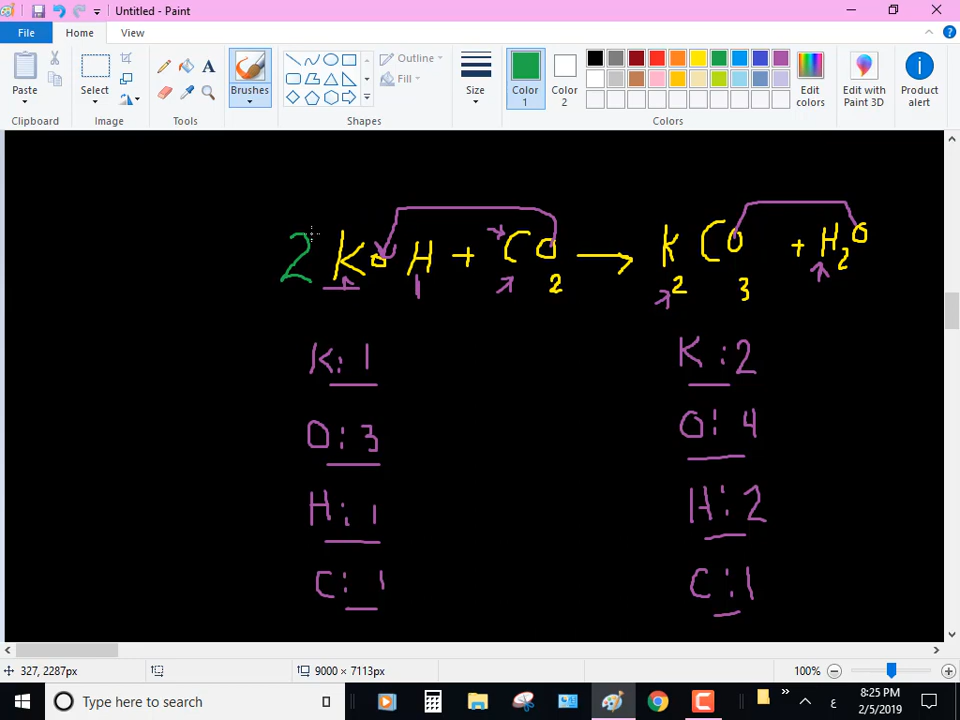 Untitled - Paint
File Home View
Paste Select Brushes Outline Fill Size Color 1 Color 2 Edit colors Edit with Paint 3D Product alert
Clipboard Image Tools Shapes Colors
2 KOH + CO2 → K2CO3 + H2O
1
K: 1 K: 2
O: 3 O: 4
H: 1 H: 2
C: 1 C: 1
327, 2287px 9000 × 7113px 100%
Type here to search ع 8:25 PM
2/5/2019